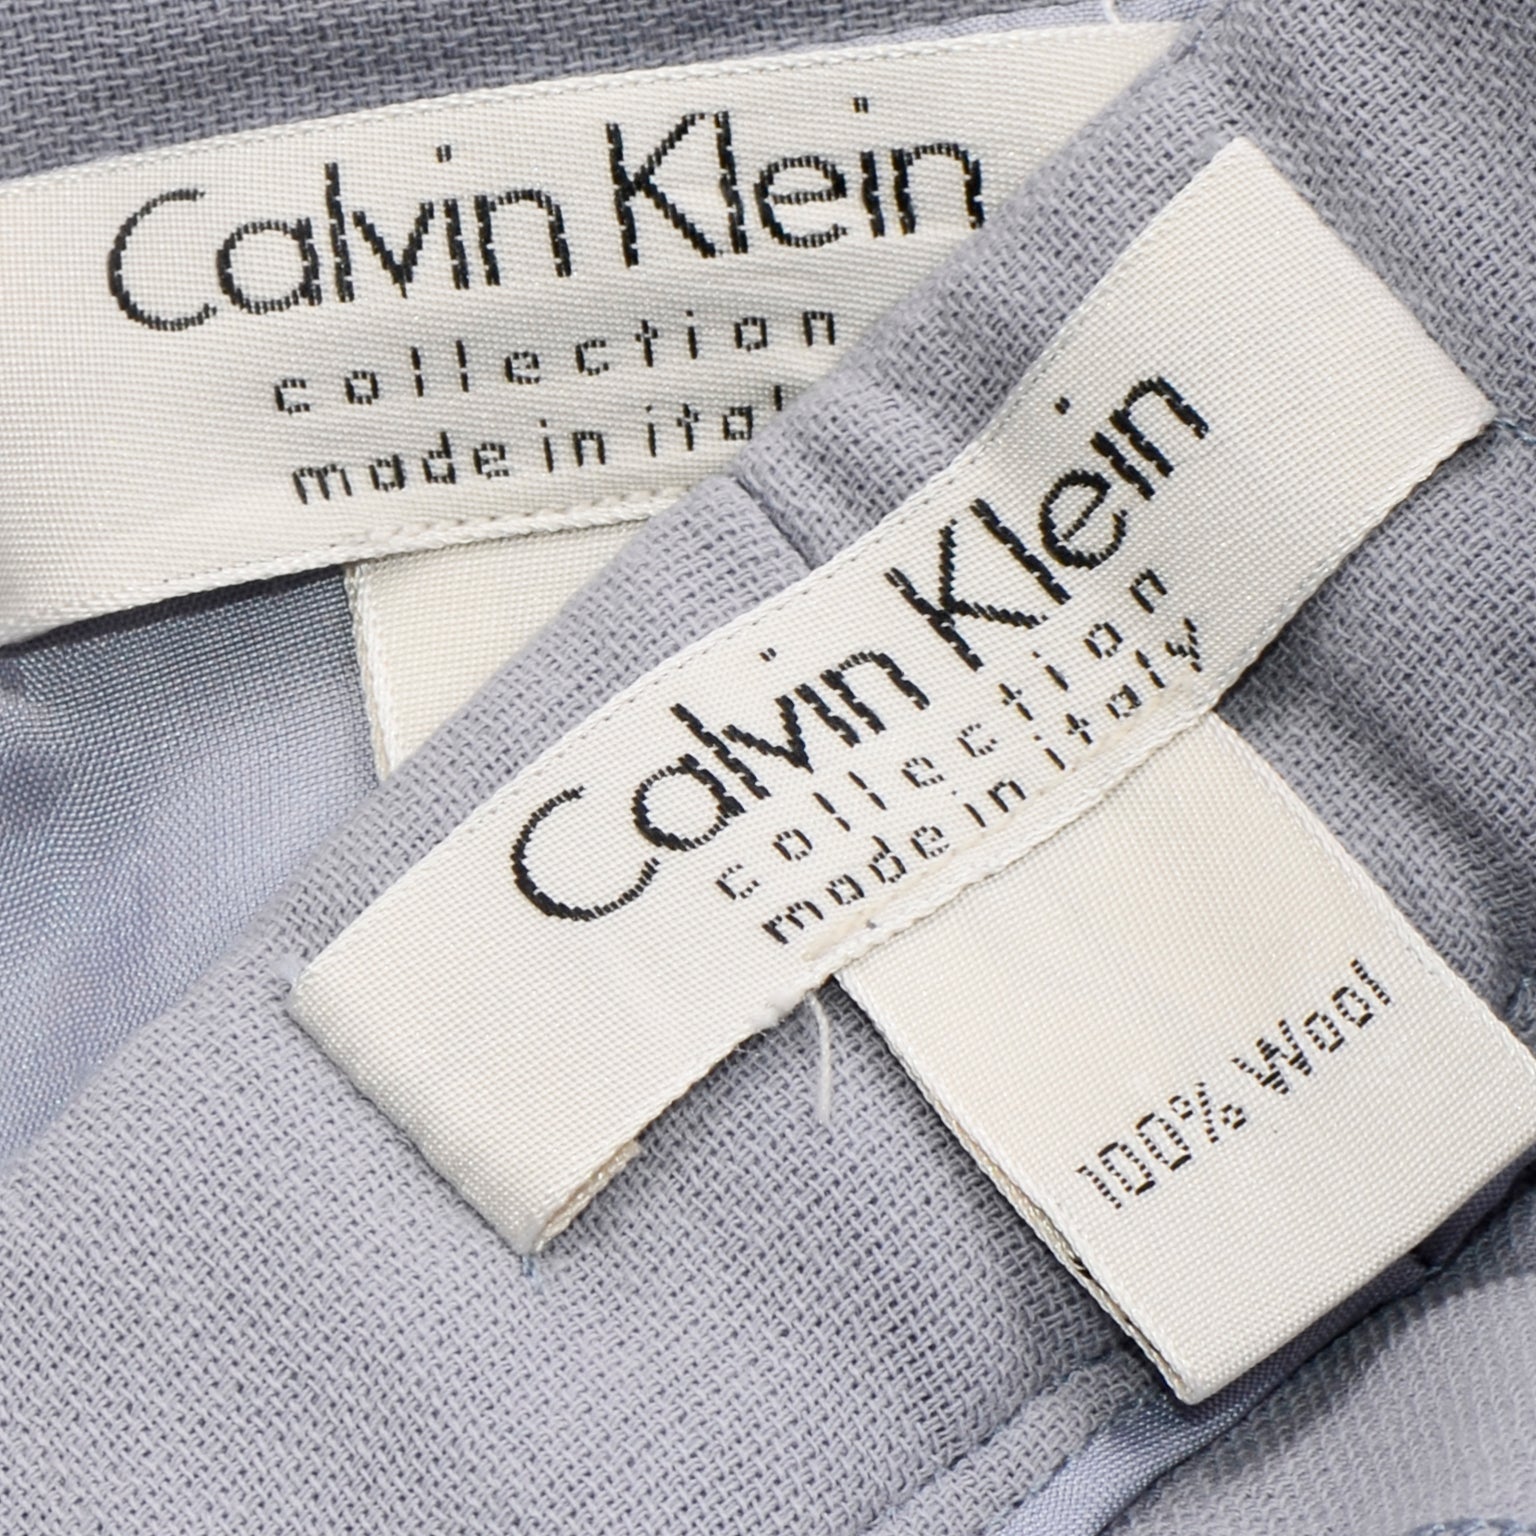 Calvin Klein
collection
made in ital
Calvin Klein
collection
made in italy
100% Wool